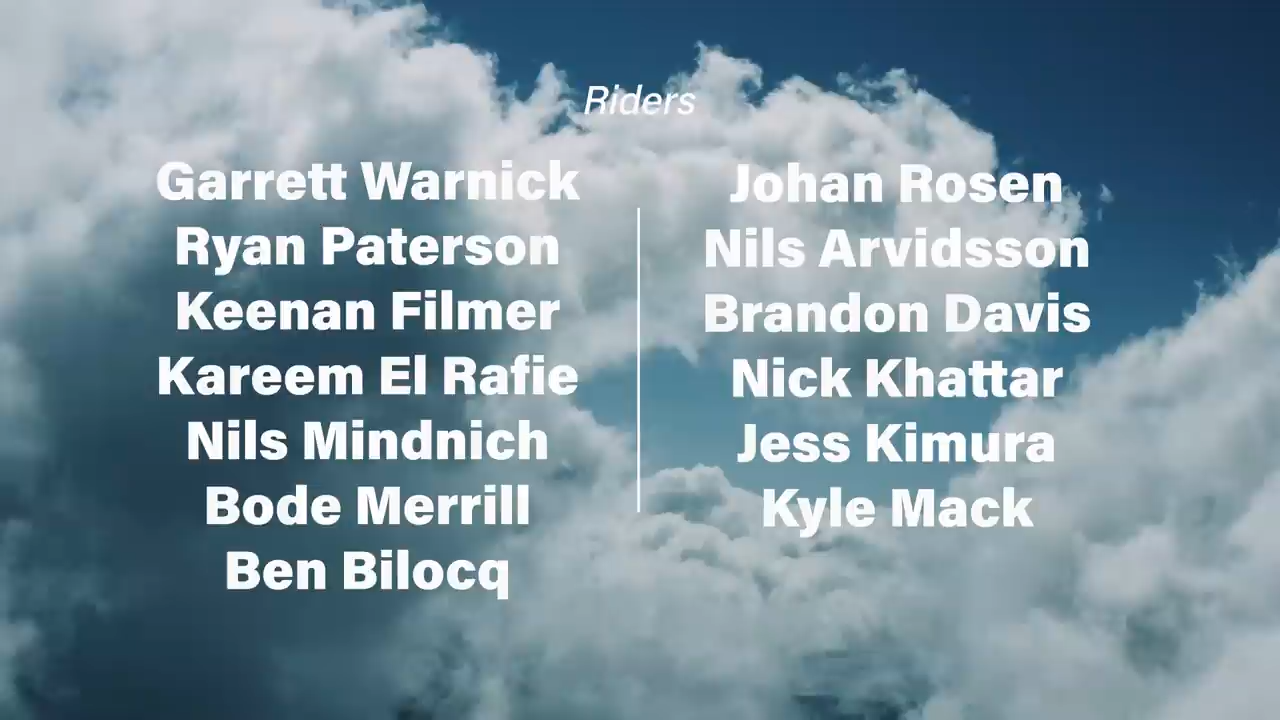 Riders
Garrett Warnick
Ryan Paterson
Keenan Filmer
Kareem El Rafie
Nils Mindnich
Bode Merrill
Ben Bilocq
Johan Rosen
Nils Arvidsson
Brandon Davis
Nick Khattar
Jess Kimura
Kyle Mack